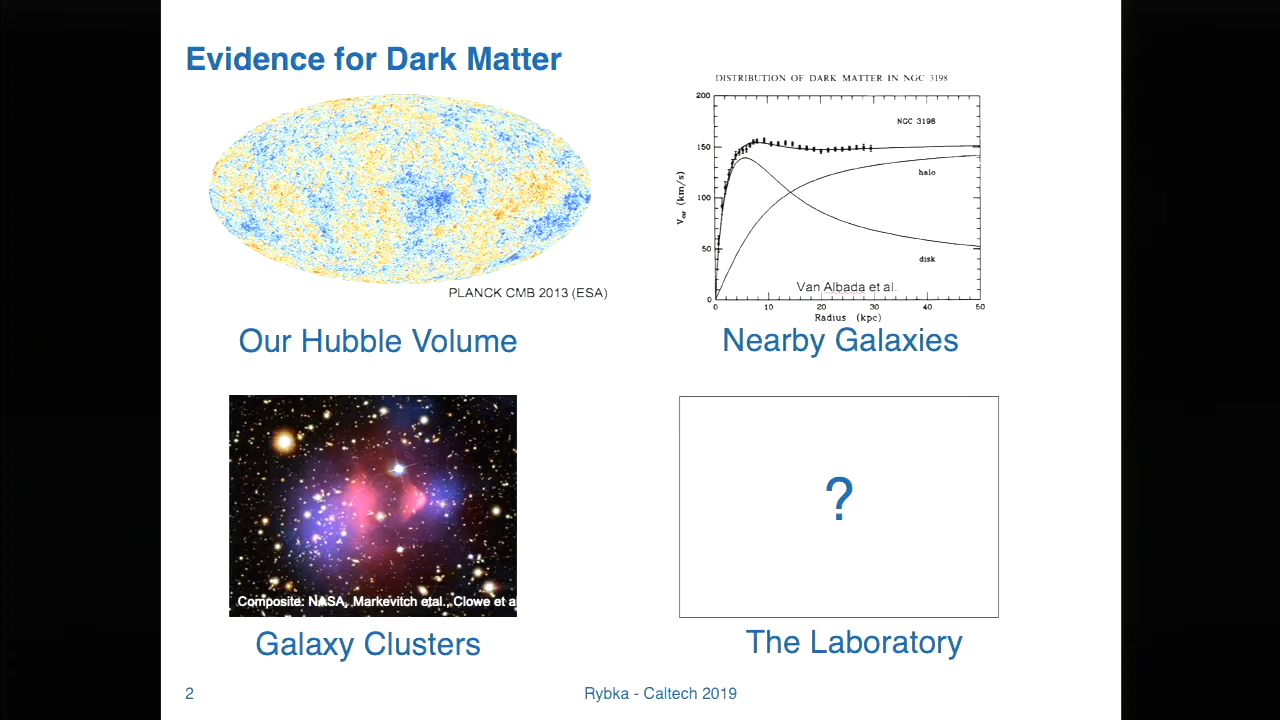 Evidence for Dark Matter
PLANCK CMB 2013 (ESA)
Our Hubble Volume
DISTRIBUTION OF DARK MATTER IN NGC 3198
NGC 3198
halo
disk
Van Albada et al.
V_cir (km/s)
200
150
100
50
0
0 10 20 30 40 50
Radius (kpc)
Nearby Galaxies
Composite: NASA, Markevitch etal., Clowe et a
Galaxy Clusters
?
The Laboratory
2
Rybka - Caltech 2019